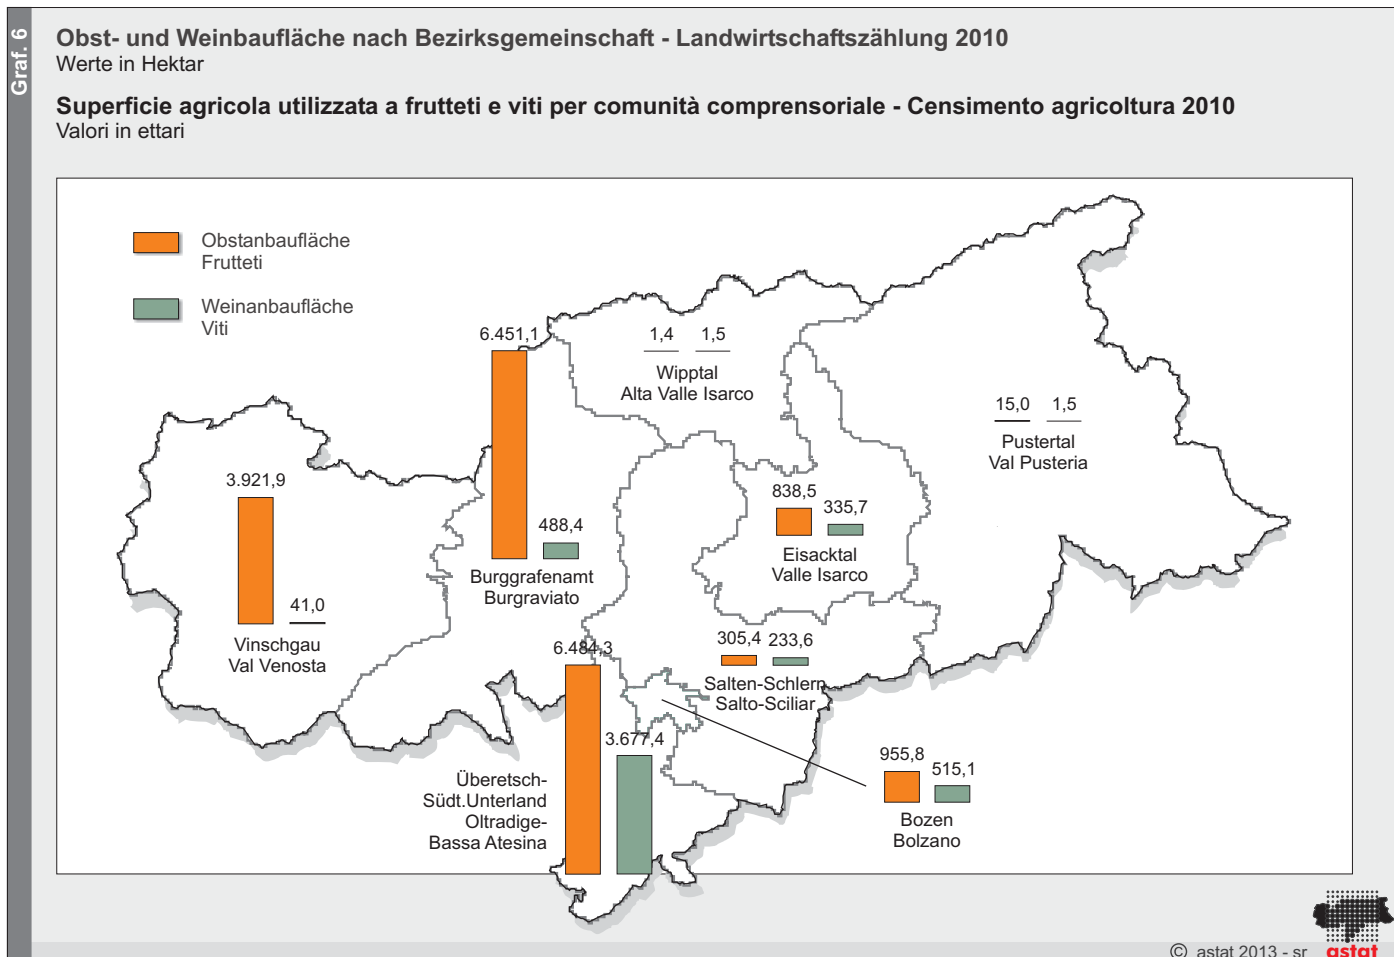 Graf. 6
Obst- und Weinbaufläche nach Bezirksgemeinschaft - Landwirtschaftszählung 2010
Werte in Hektar
Superficie agricola utilizzata a frutteti e viti per comunità comprensoriale - Censimento agricoltura 2010
Valori in ettari
Obstanbaufläche
Frutteti
Weinanbaufläche
Viti
6.451,1
488,4
Burggrafenamt
Burgraviato
1,4 1,5
Wipptal
Alta Valle Isarco
15,0 1,5
Pustertal
Val Pusteria
3.921,9
41,0
Vinschgau
Val Venosta
838,5
335,7
Eisacktal
Valle Isarco
305,4 233,6
Salten-Schlern
Salto-Sciliar
6.484,3
3.677,4
Überetsch-
Südt.Unterland
Oltradige-
Bassa Atesina
955,8
515,1
Bozen
Bolzano
© astat 2013 - sr
astat